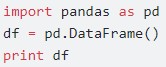 import pandas as pd
df = pd.DataFrame()
print df